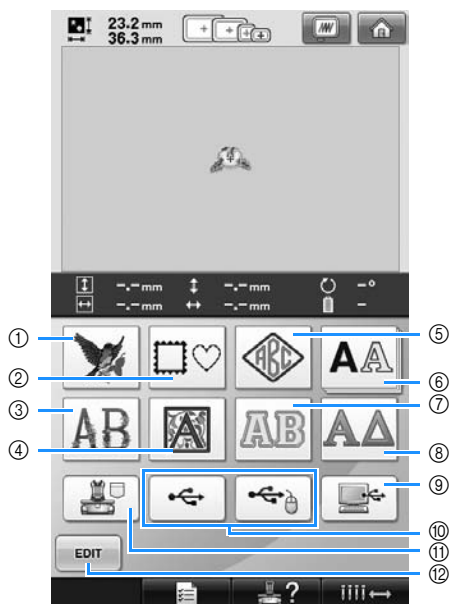 23.2 mm
36.3 mm
-.- mm -.- mm -°
-.- mm -.- mm -
①
②
③
④
⑤
⑥
⑦
⑧
⑨
⑩
⑪
⑫
ABC
A A
AB
A
AB
A Δ
EDIT
?